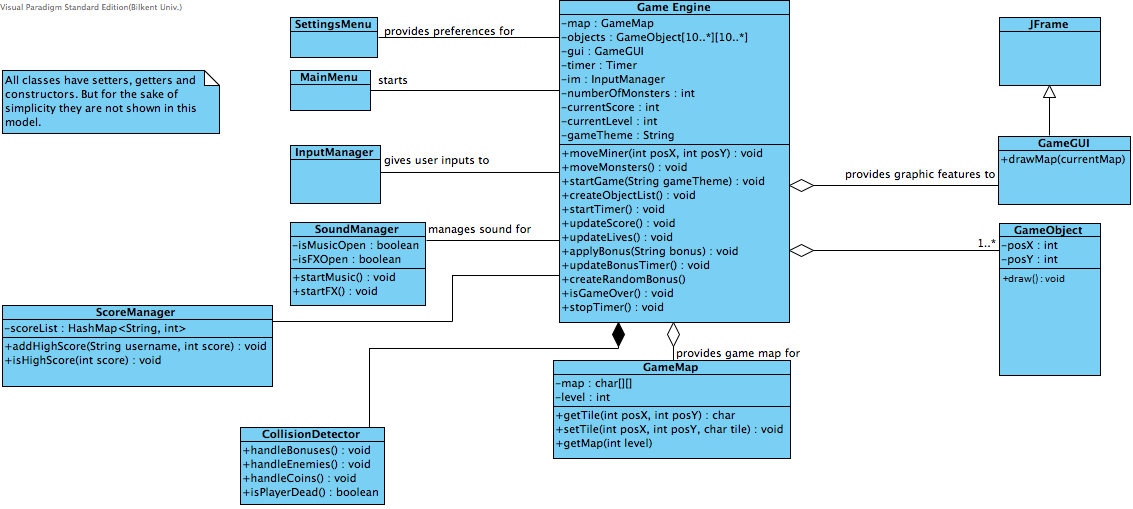 Visual Paradigm Standard Edition(Bilkent Univ.)
SettingsMenu
provides preferences for
MainMenu
starts
All classes have setters, getters and
constructors. But for the sake of
simplicity they are not shown in this
model.
InputManager
gives user inputs to
SoundManager
-isMusicOpen : boolean
-isFXOpen : boolean
+startMusic() : void
+startFX() : void
manages sound for
ScoreManager
-scoreList : HashMap<String, int>
+addHighScore(String username, int score) : void
+isHighScore(int score) : void
CollisionDetector
+handleBonuses() : void
+handleEnemies() : void
+handleCoins() : void
+isPlayerDead() : boolean
Game Engine
-map : GameMap
-objects : GameObject[10..*][10..*]
-gui : GameGUI
-timer : Timer
-im : InputManager
-numberOfMonsters : int
-currentScore : int
-currentLevel : int
-gameTheme : String
+moveMiner(int posX, int posY) : void
+moveMonsters() : void
+startGame(String gameTheme) : void
+createObjectList() : void
+startTimer() : void
+updateScore() : void
+updateLives() : void
+applyBonus(String bonus) : void
+updateBonusTimer() : void
+createRandomBonus()
+isGameOver() : void
+stopTimer() : void
provides game map for
GameMap
-map : char[][]
-level : int
+getTile(int posX, int posY) : char
+setTile(int posX, int posY, char tile) : void
+getMap(int level)
JFrame
GameGUI
+drawMap(currentMap)
provides graphic features to
1..*
GameObject
-posX : int
-posY : int
+draw() : void